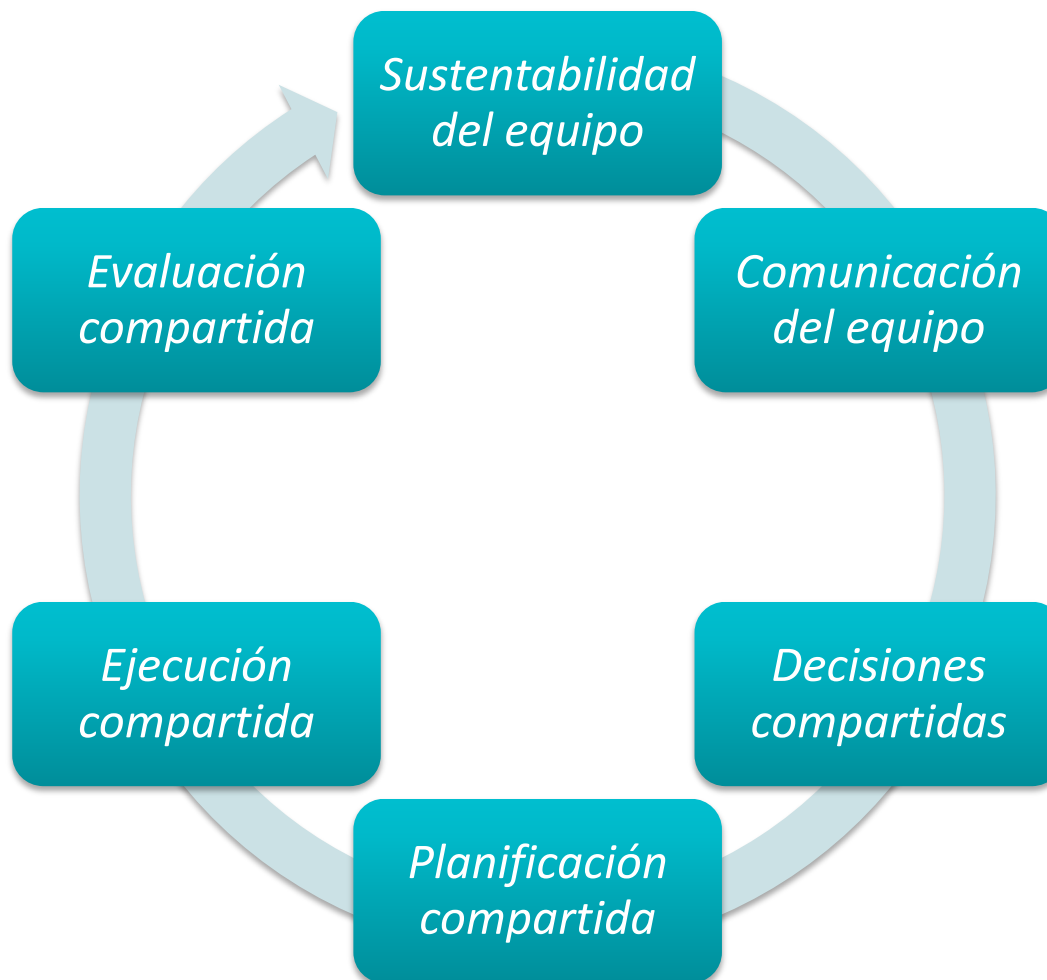 Sustentabilidad
del equipo
Comunicación
del equipo
Decisiones
compartidas
Planificación
compartida
Ejecución
compartida
Evaluación
compartida